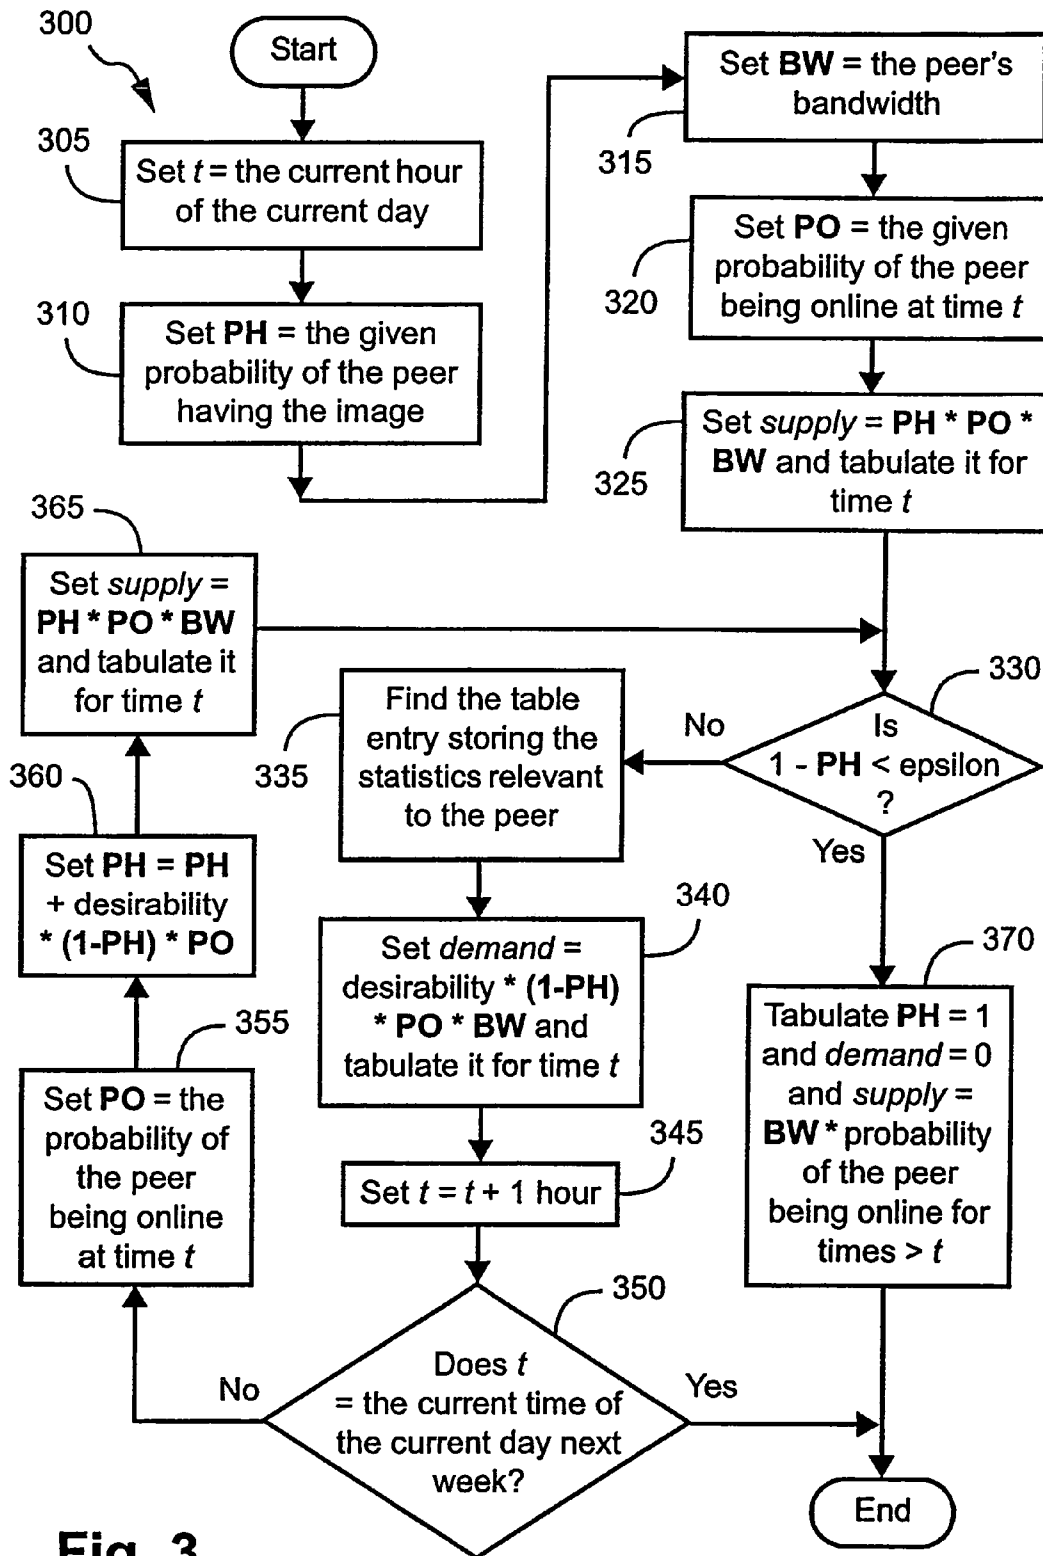 300
Start
305
Set t = the current hour
of the current day
310
Set PH = the given
probability of the peer
having the image
Set BW = the peer's
bandwidth
315
Set PO = the given
probability of the peer
being online at time t
320
Set supply = PH * PO *
BW and tabulate it for
time t
325
365
Set supply =
PH * PO * BW
and tabulate it
for time t
330
Is
1 - PH < epsilon
?
No
Yes
335
Find the table
entry storing the
statistics relevant
to the peer
340
Set demand =
desirability * (1-PH)
* PO * BW and
tabulate it for time t
345
Set t = t + 1 hour
350
Does t
= the current time of
the current day next
week?
No
Yes
355
Set PO = the
probability of
the peer
being online
at time t
360
Set PH = PH
+ desirability
* (1-PH) * PO
370
Tabulate PH = 1
and demand = 0
and supply =
BW * probability
of the peer
being online for
times > t
End
Fig. 3